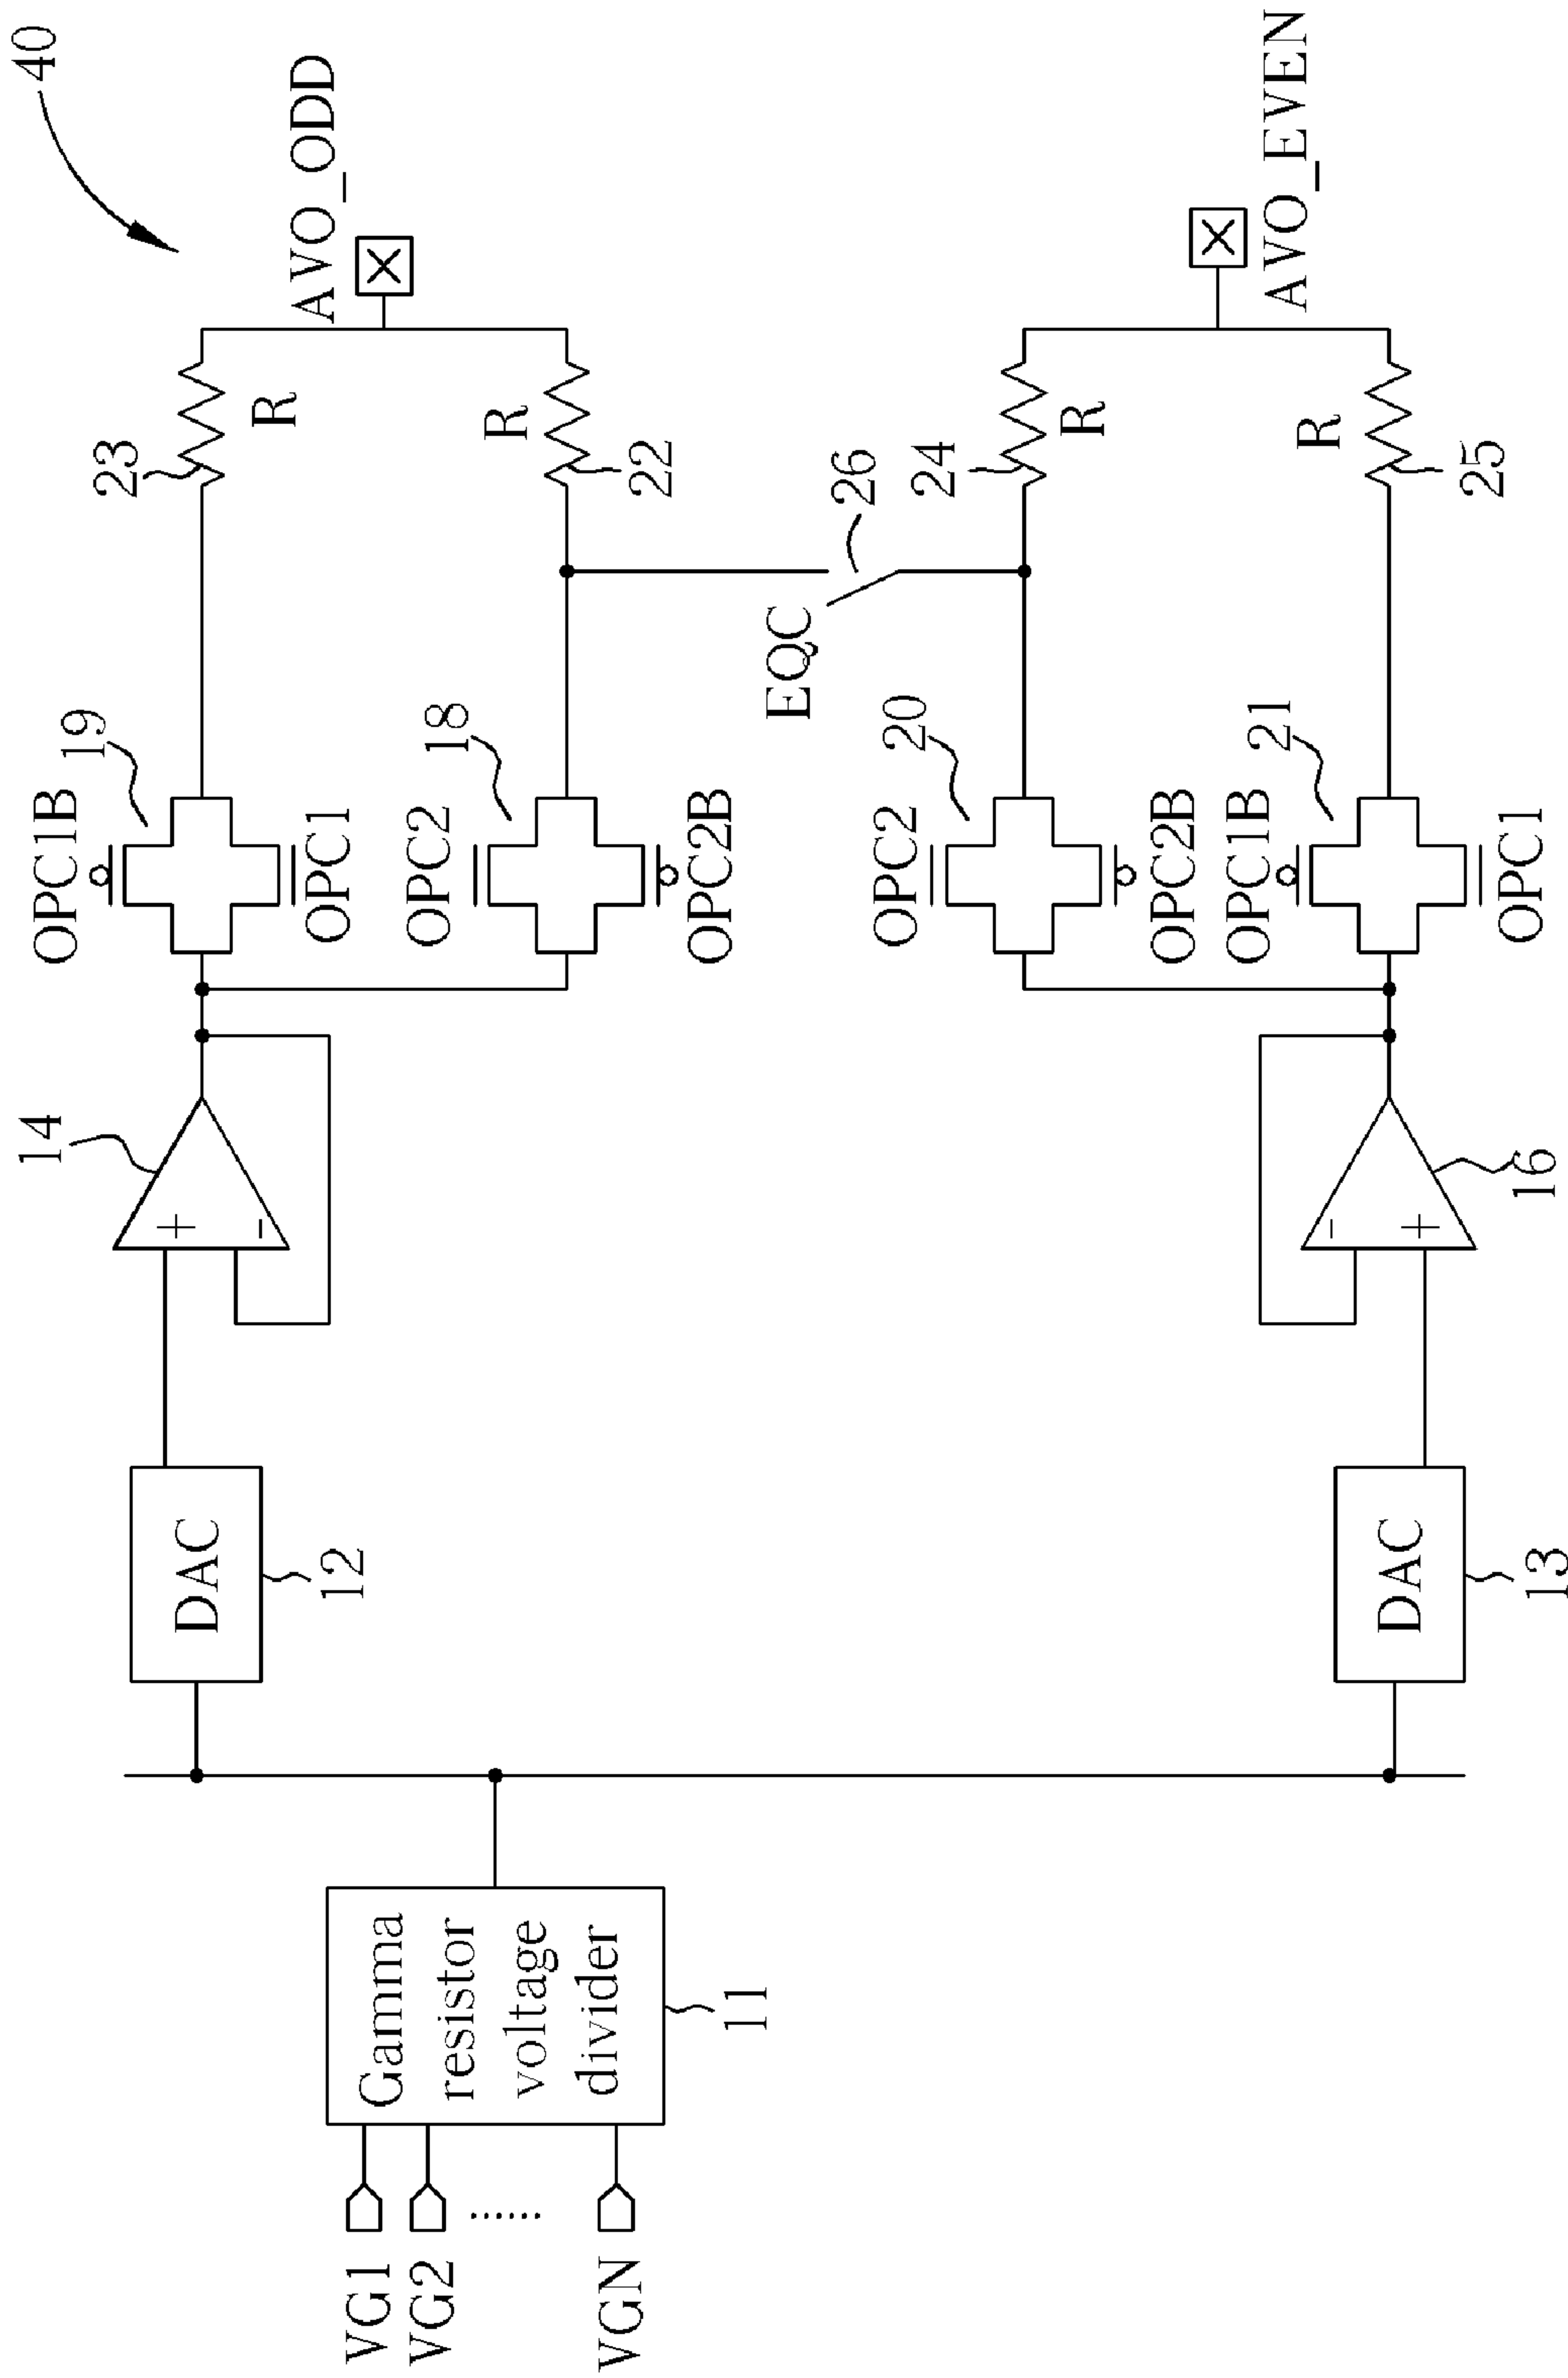 40
VG1
VG2
......
VGN
Gamma
resistor
voltage
divider
11
DAC
12
DAC
13
14
+
-
16
-
+
OPC1B
19
OPC1
OPC2
18
OPC2B
OPC2
20
OPC2B
OPC1B
21
OPC1
EQC
26
23
R
R
22
24
R
R
25
AVO_ODD
AVO_EVEN